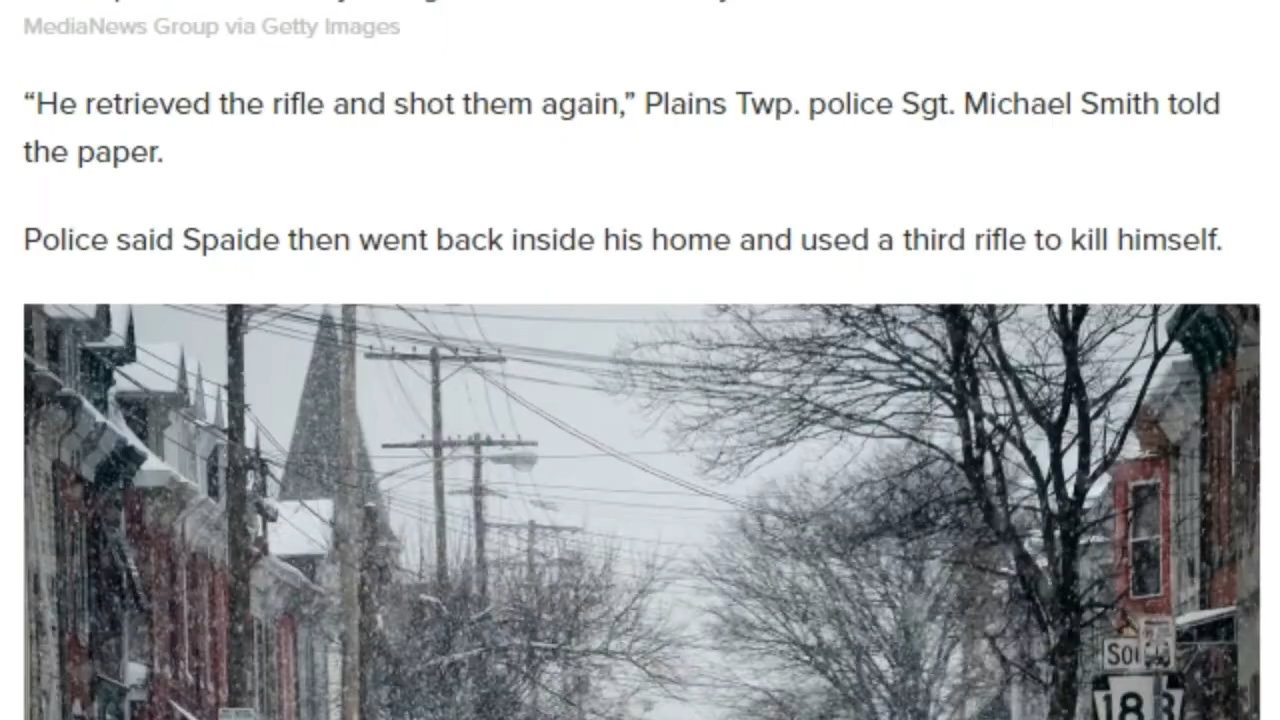 MediaNews Group via Getty Images
“He retrieved the rifle and shot them again,” Plains Twp. police Sgt. Michael Smith told
the paper.
Police said Spaide then went back inside his home and used a third rifle to kill himself.